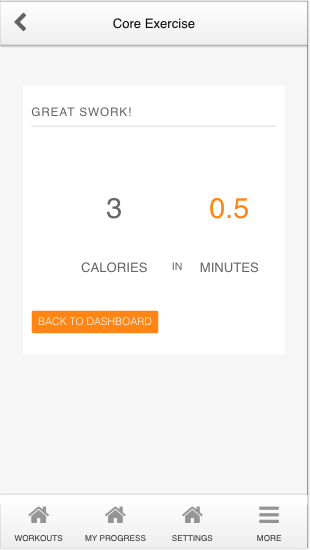 Core Exercise
GREAT SWORK!
3 0.5
CALORIES IN MINUTES
BACK TO DASHBOARD
WORKOUTS MY PROGRESS SETTINGS MORE